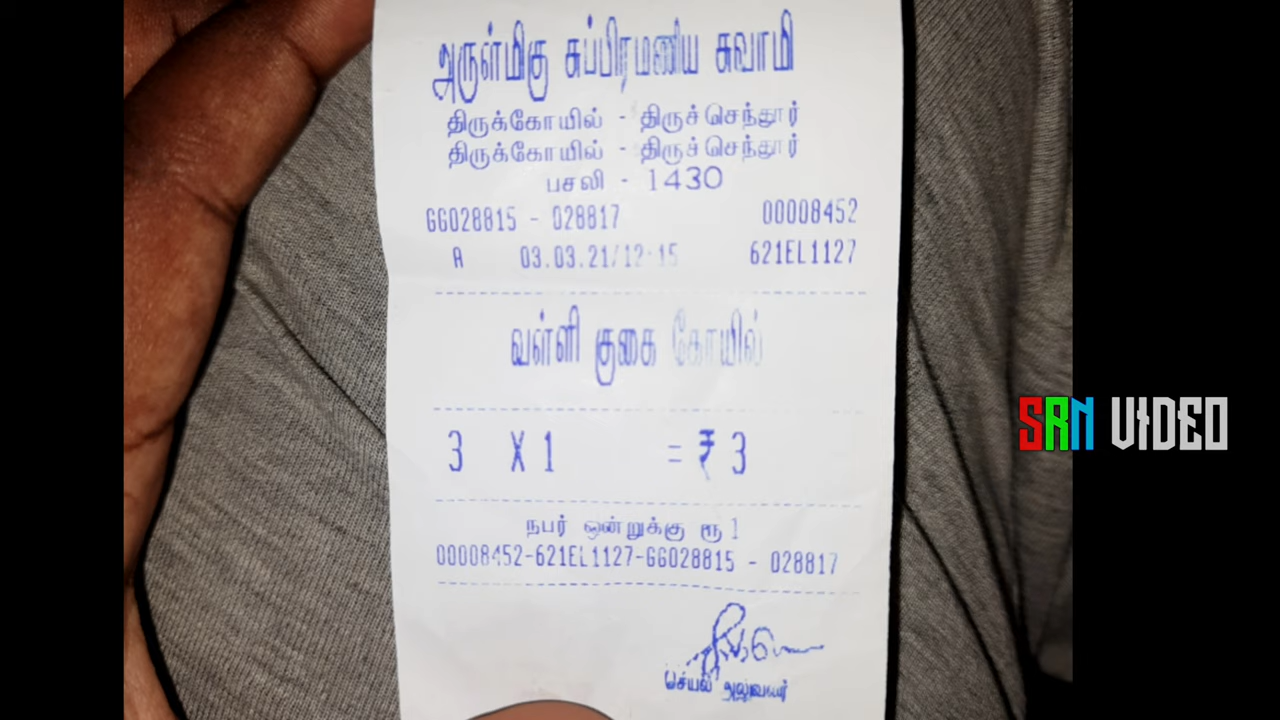 அருள்மிகு சுப்பிரமணிய சுவாமி
திருக்கோயில் - திருச்செந்தூர்
திருக்கோயில் - திருச்செந்தூர்
பசலி - 1430
GG028815 - 028817 00008452
A 03.03.21/12:15 621EL1127
வள்ளி குகை கோயில்
3 X 1 = ₹ 3
நபர் ஒன்றுக்கு ரூ 1
00008452-621EL1127-GG028815 - 028817
செயல் அலுவலர்
SRN VIDEO